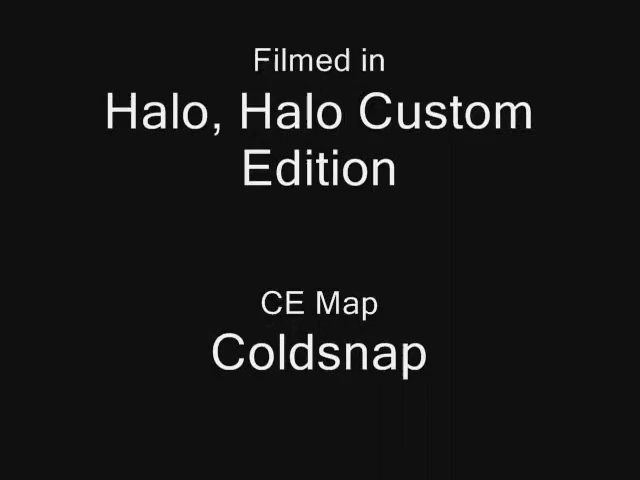 Filmed in
Halo, Halo Custom
Edition
CE Map
Coldsnap